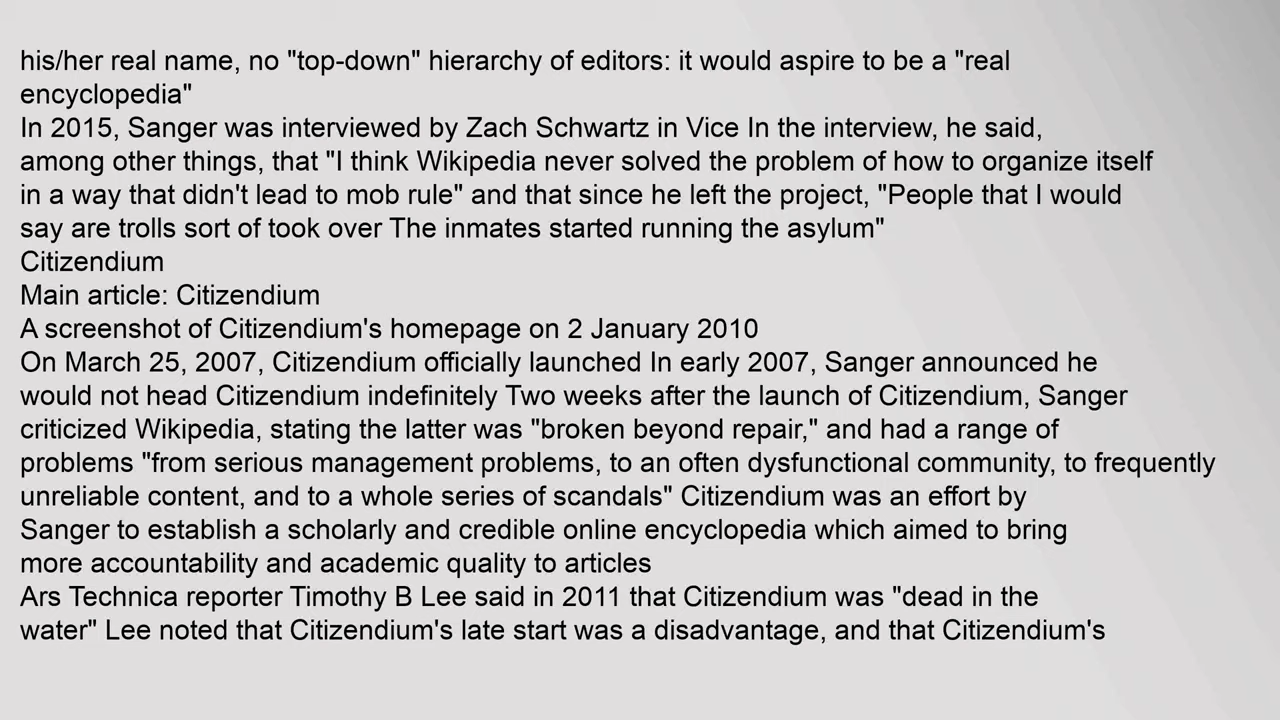 his/her real name, no "top-down" hierarchy of editors: it would aspire to be a "real
encyclopedia"
In 2015, Sanger was interviewed by Zach Schwartz in Vice In the interview, he said,
among other things, that "I think Wikipedia never solved the problem of how to organize itself
in a way that didn't lead to mob rule" and that since he left the project, "People that I would
say are trolls sort of took over The inmates started running the asylum"
Citizendium
Main article: Citizendium
A screenshot of Citizendium's homepage on 2 January 2010
On March 25, 2007, Citizendium officially launched In early 2007, Sanger announced he
would not head Citizendium indefinitely Two weeks after the launch of Citizendium, Sanger
criticized Wikipedia, stating the latter was "broken beyond repair," and had a range of
problems "from serious management problems, to an often dysfunctional community, to frequently
unreliable content, and to a whole series of scandals" Citizendium was an effort by
Sanger to establish a scholarly and credible online encyclopedia which aimed to bring
more accountability and academic quality to articles
Ars Technica reporter Timothy B Lee said in 2011 that Citizendium was "dead in the
water" Lee noted that Citizendium's late start was a disadvantage, and that Citizendium's